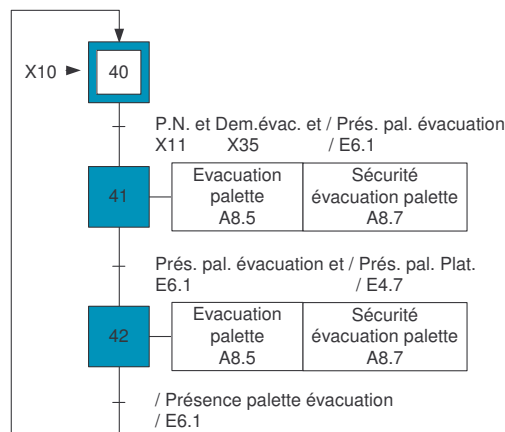 X10
40
P.N. et Dem.évac. et / Prés. pal. évacuation
X11 X35 / E6.1
41
Evacuation
palette
A8.5
Sécurité
évacuation palette
A8.7
Prés. pal. évacuation et / Prés. pal. Plat.
E6.1 / E4.7
42
Evacuation
palette
A8.5
Sécurité
évacuation palette
A8.7
/ Présence palette évacuation
/ E6.1